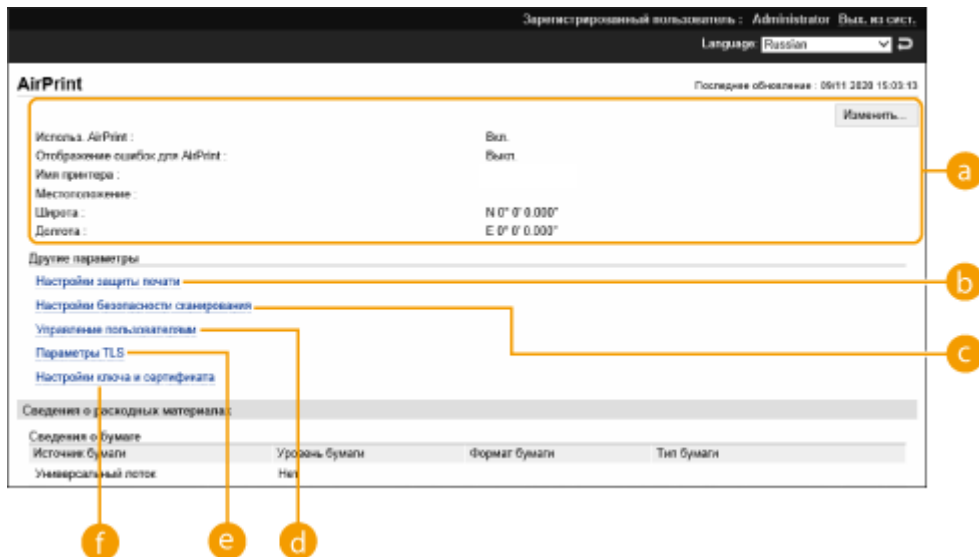 Зарегистрированный пользователь : Administrator Вых. из сист.
Language: Russian
AirPrint
Последнее обновление : 09/11 2020 15:03:13
Изменить...
Использ. AirPrint : Вкл.
Отображение ошибок для AirPrint : Выкл.
Имя принтера :
Местоположение :
Широта : N 0° 0' 0.000"
Долгота : E 0° 0' 0.000"
a
Другие параметры
Настройки защиты печати
b
Настройки безопасности сканирования
Управление пользователями
Параметры TLS
c
Настройки ключа и сертификата
Сведения о расходных материалах
Сведения о бумаге
Источник бумаги Уровень бумаги Формат бумаги Тип бумаги
Универсальный лоток Нет
f e d